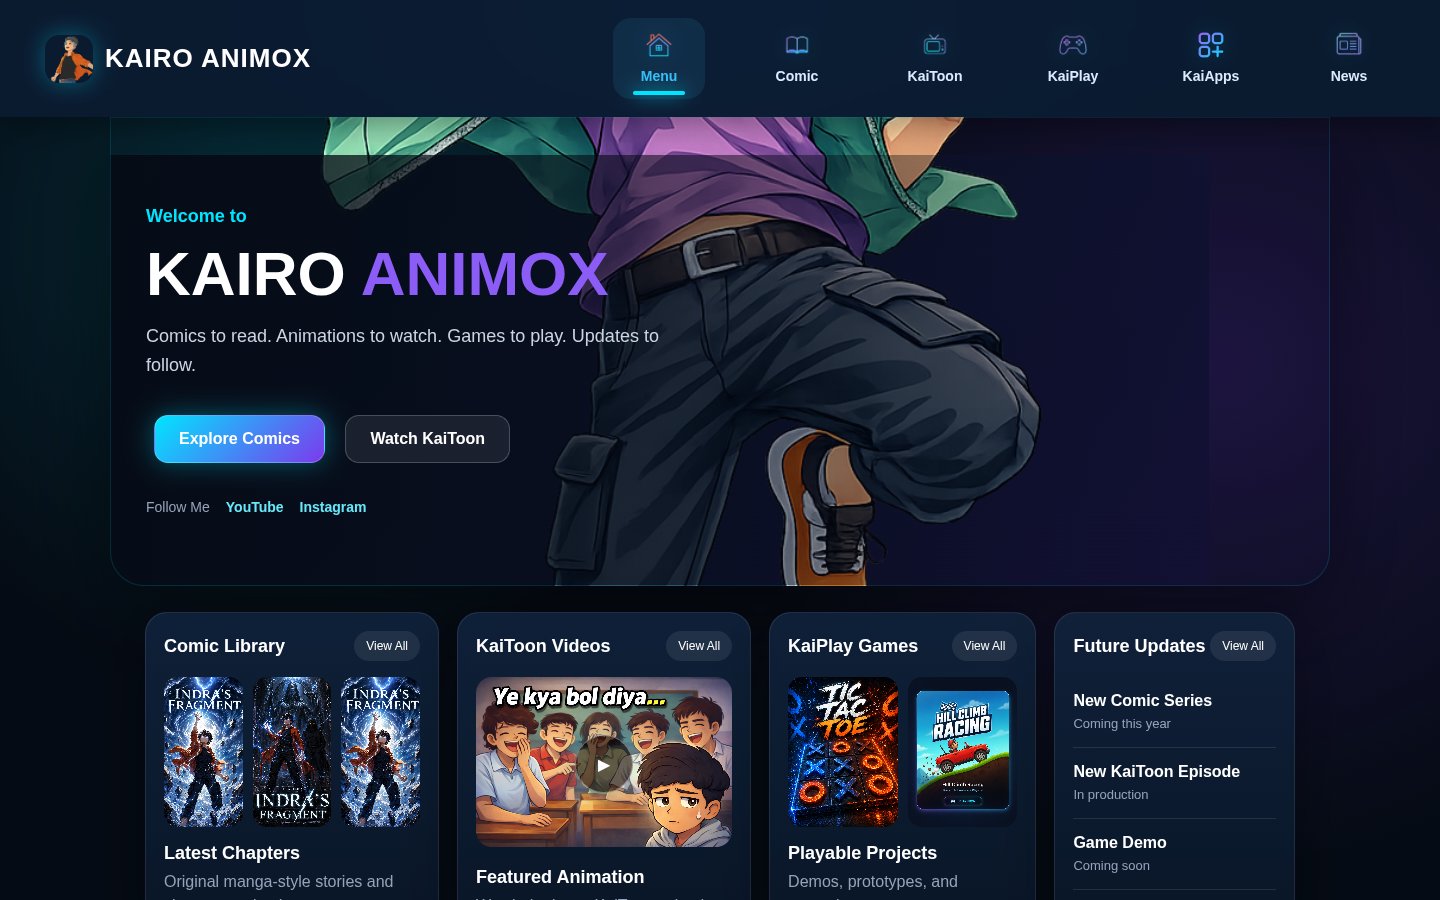 KAIRO ANIMOX
Menu
Comic
KaiToon
KaiPlay
KaiApps
News
Welcome to
KAIRO ANIMOX
Comics to read. Animations to watch. Games to play. Updates to
follow.
Explore Comics
Watch KaiToon
Follow Me YouTube Instagram
Comic Library
View All
INDRA'S
FRAGMENT
INDRA'S
FRAGMENT
INDRA'S
FRAGMENT
Latest Chapters
Original manga-style stories and
KaiToon Videos
View All
Ye kya bol diya...
Featured Animation
KaiPlay Games
View All
TIC
TAC
TOE
HILL CLIMB
RACING
Playable Projects
Demos, prototypes, and
Future Updates
View All
New Comic Series
Coming this year
New KaiToon Episode
In production
Game Demo
Coming soon